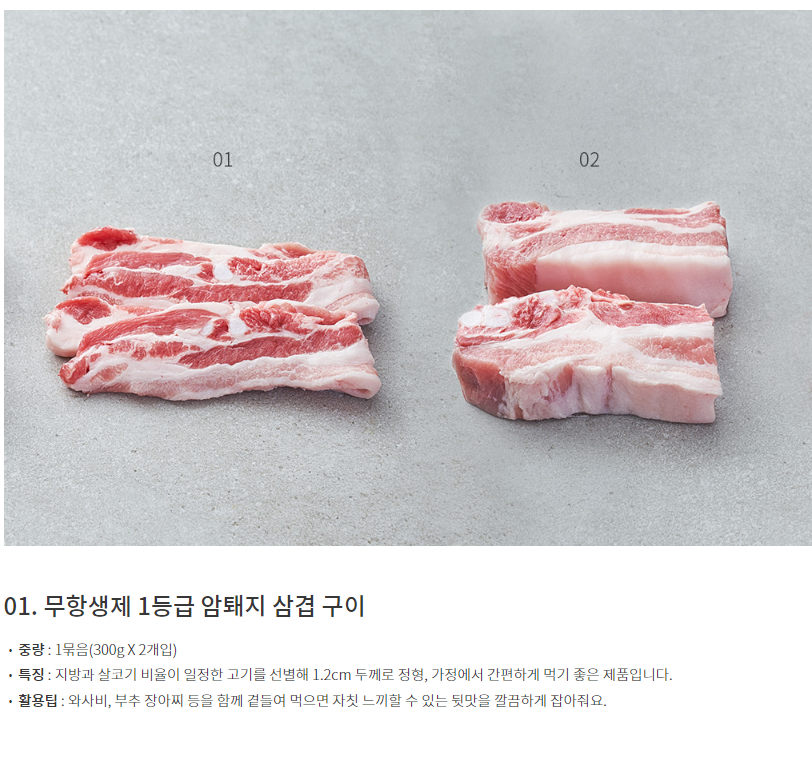 01
02
01. 무항생제 1등급 암퇘지 삼겹 구이
• 중량 : 1묶음(300g X 2개입)
• 특징 : 지방과 살코기 비율이 일정한 고기를 선별해 1.2cm 두께로 정형, 가정에서 간편하게 먹기 좋은 제품입니다.
• 활용팁 : 와사비, 부추 장아찌 등을 함께 곁들여 먹으면 자칫 느끼할 수 있는 뒷맛을 깔끔하게 잡아줘요.